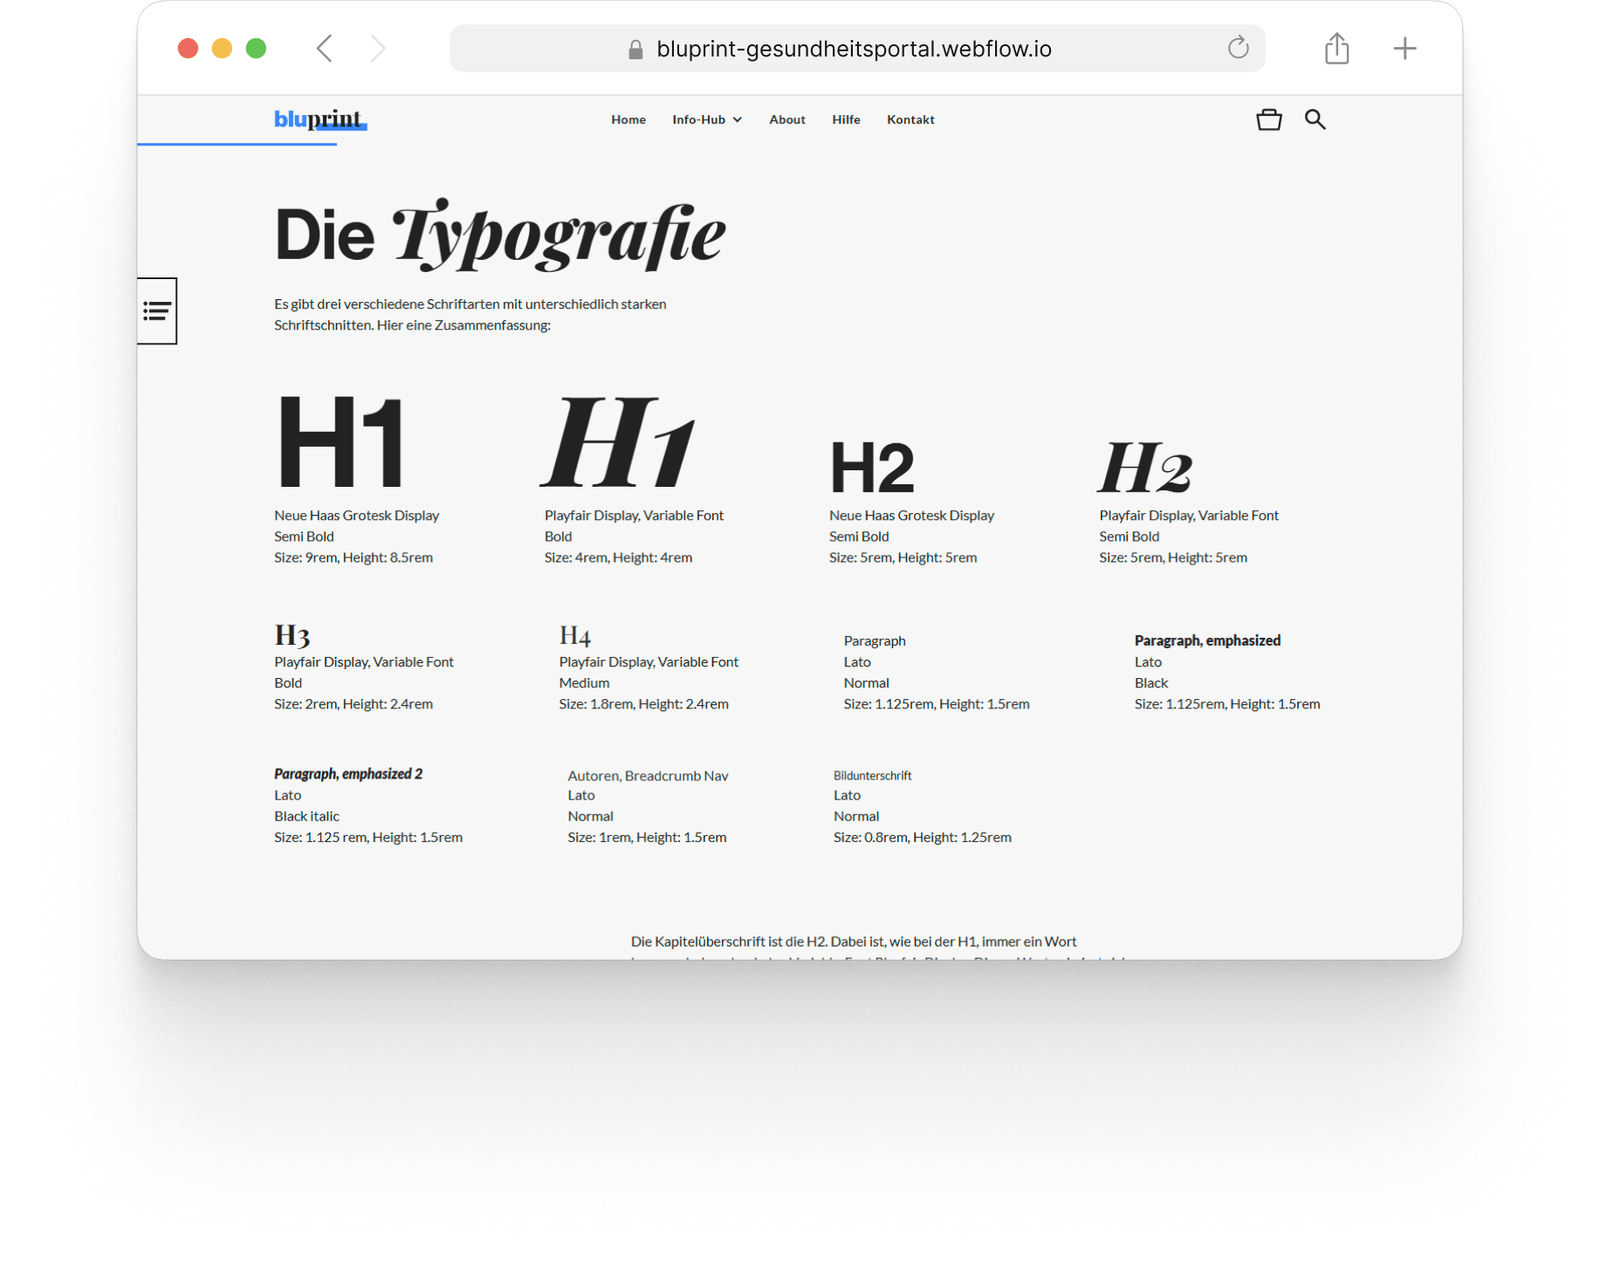 bluprint-gesundheitsportal.webflow.io
bluprint
Home Info-Hub About Hilfe Kontakt
Die Typografie
Es gibt drei verschiedene Schriftarten mit unterschiedlich starken
Schriftschnitten. Hier eine Zusammenfassung:
H1
Neue Haas Grotesk Display
Semi Bold
Size: 9rem, Height: 8.5rem
H1
Playfair Display, Variable Font
Bold
Size: 4rem, Height: 4rem
H2
Neue Haas Grotesk Display
Semi Bold
Size: 5rem, Height: 5rem
H2
Playfair Display, Variable Font
Semi Bold
Size: 5rem, Height: 5rem
H3
Playfair Display, Variable Font
Bold
Size: 2rem, Height: 2.4rem
H4
Playfair Display, Variable Font
Medium
Size: 1.8rem, Height: 2.4rem
Paragraph
Lato
Normal
Size: 1.125rem, Height: 1.5rem
Paragraph, emphasized
Lato
Black
Size: 1.125rem, Height: 1.5rem
Paragraph, emphasized 2
Lato
Black italic
Size: 1.125 rem, Height: 1.5rem
Autoren, Breadcrumb Nav
Lato
Normal
Size: 1rem, Height: 1.5rem
Bildunterschrift
Lato
Normal
Size: 0.8rem, Height: 1.25rem
Die Kapitelüberschrift ist die H2. Dabei ist, wie bei der H1, immer ein Wort